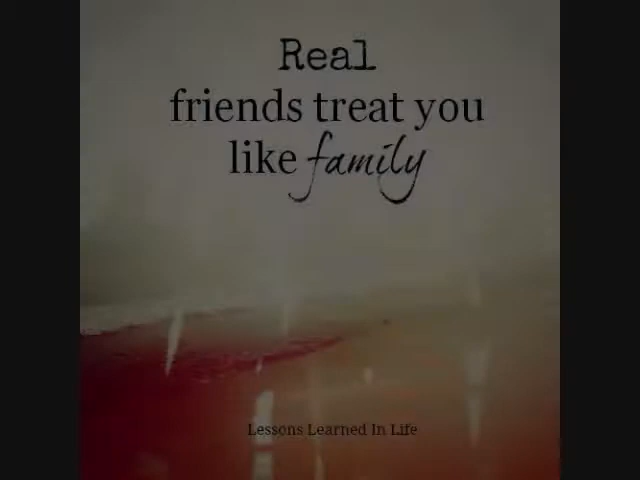 Real
friends treat you
like family
Lessons Learned In Life